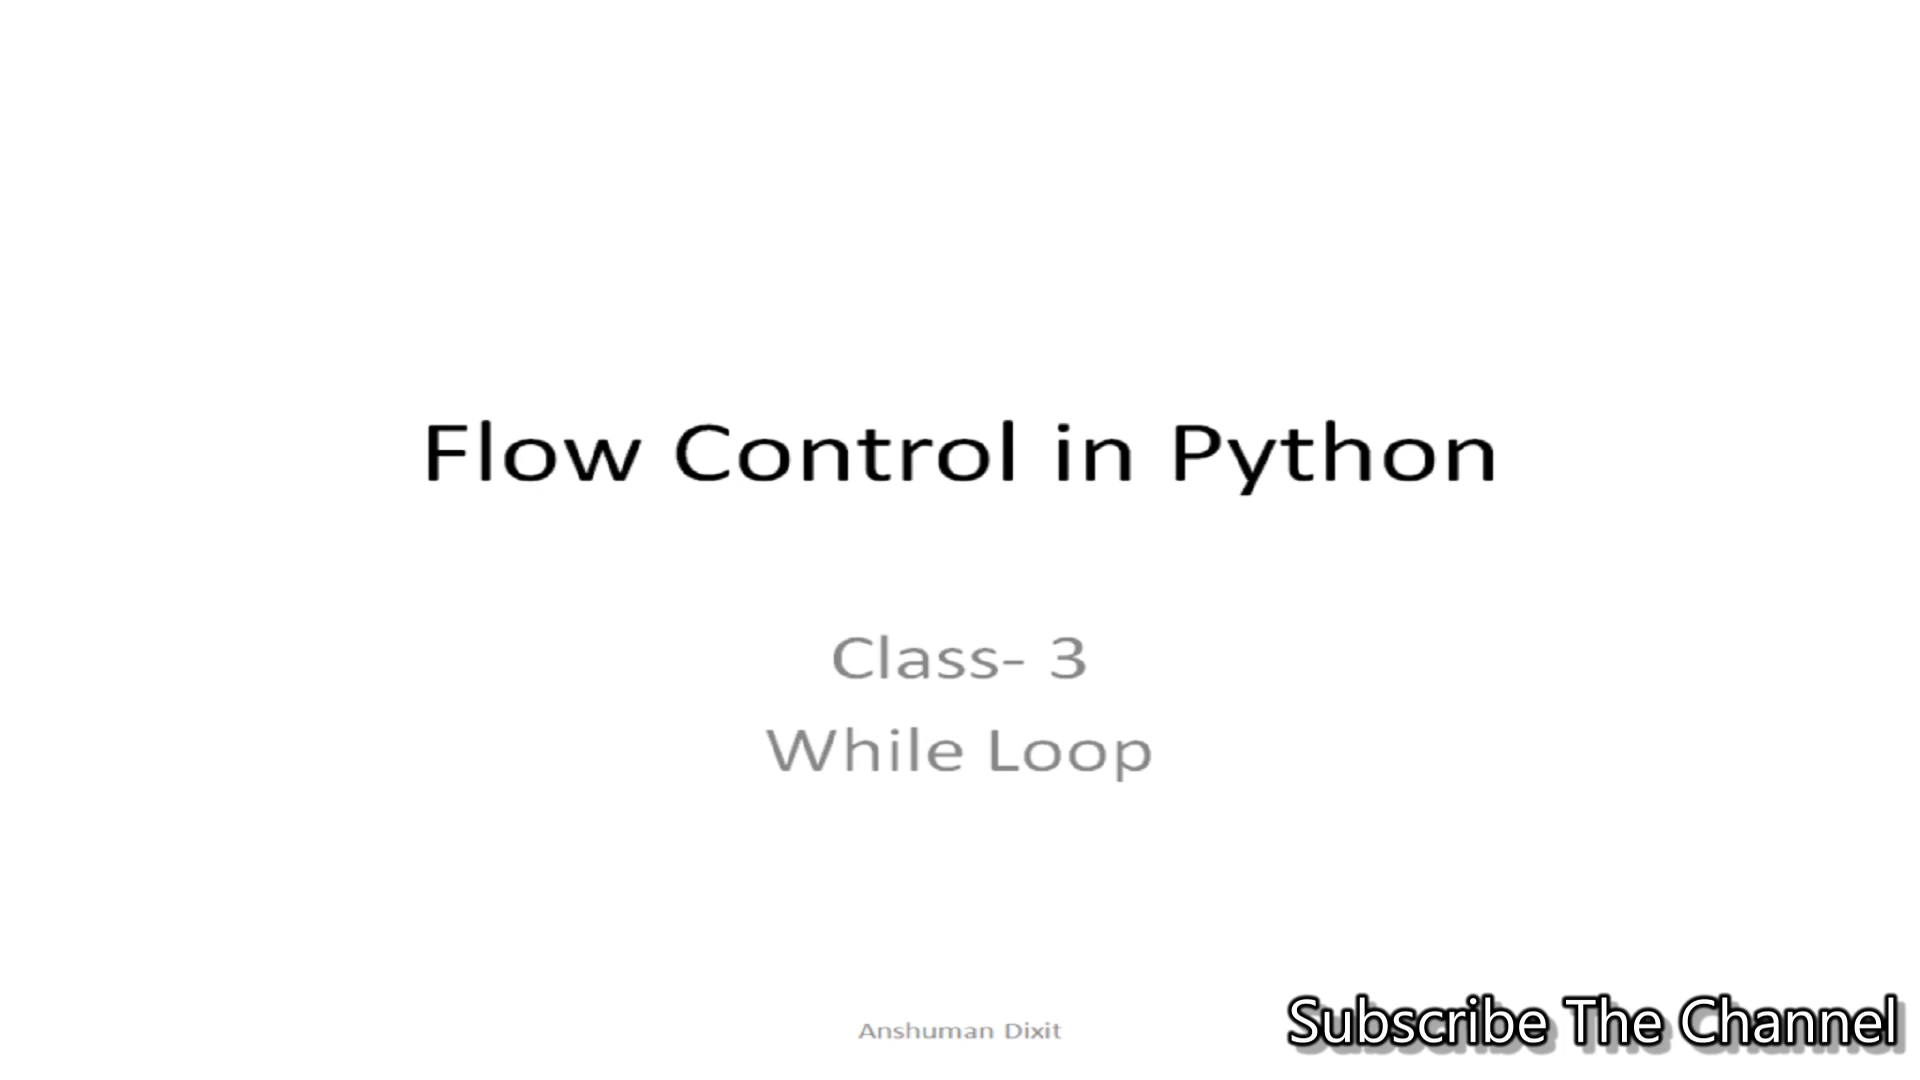 Flow Control in Python
Class- 3
While Loop
Anshuman Dixit
Subscribe The Channel